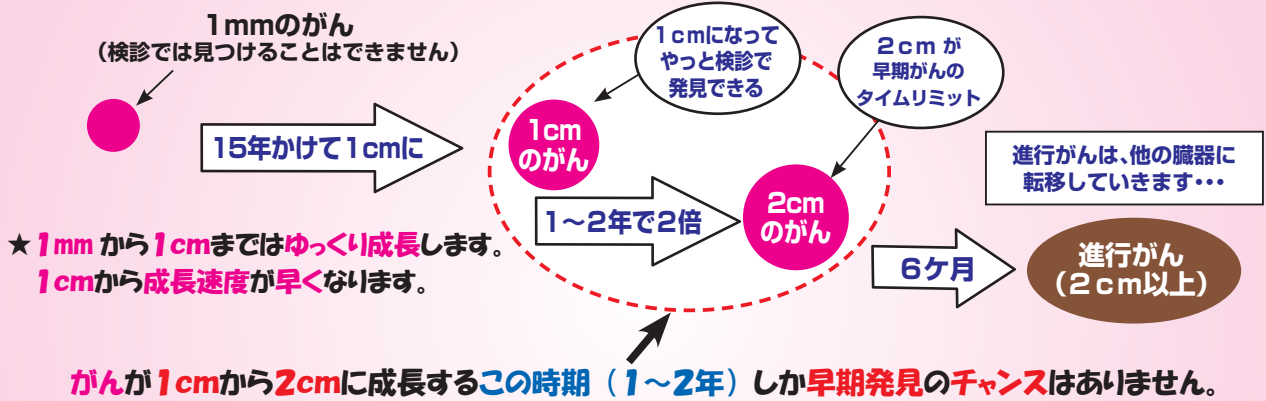 1mmのがん
（検診では見つけることはできません）
15年かけて1cmに
1cmになって
やっと検診で
発見できる
2cmが
早期がんの
タイムリミット
1cm
のがん
1～2年で2倍
2cm
のがん
進行がんは、他の臓器に
転移していきます・・・
6ケ月
進行がん
（2cm以上）
★1mmから1cmまではゆっくり成長します。
1cmから成長速度が早くなります。
がんが1cmから2cmに成長するこの時期（1～2年）しか早期発見のチャンスはありません。